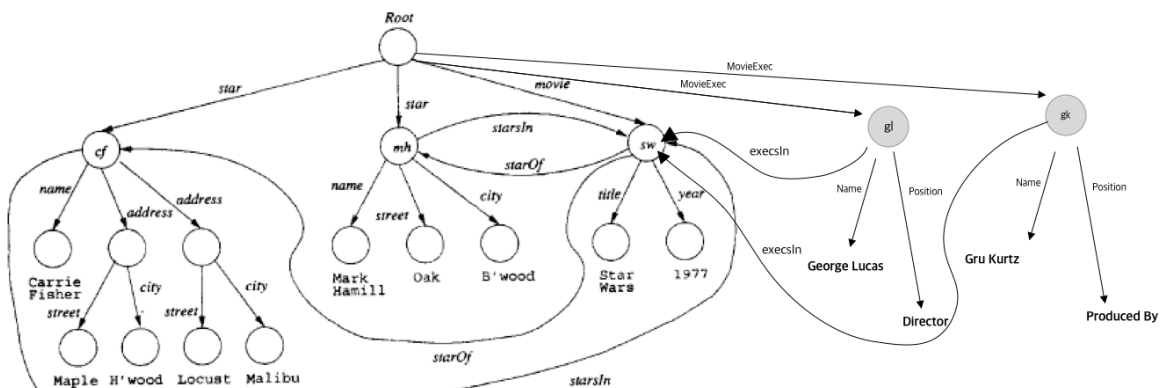 Root
MovieExec
MovieExec
star
star
movie
gl
gk
starsIn
cf
mh
sw
execsIn
starOf
name
address
address
name
street
city
title
year
Name
Position
Name
Position
execsIn
Carrie
Fisher
Mark
Hamill
Oak
B'wood
Star
Wars
1977
George Lucas
Gru Kurtz
street
city
street
city
Director
Produced By
starOf
Maple
H'wood
Locust
Malibu
starsIn